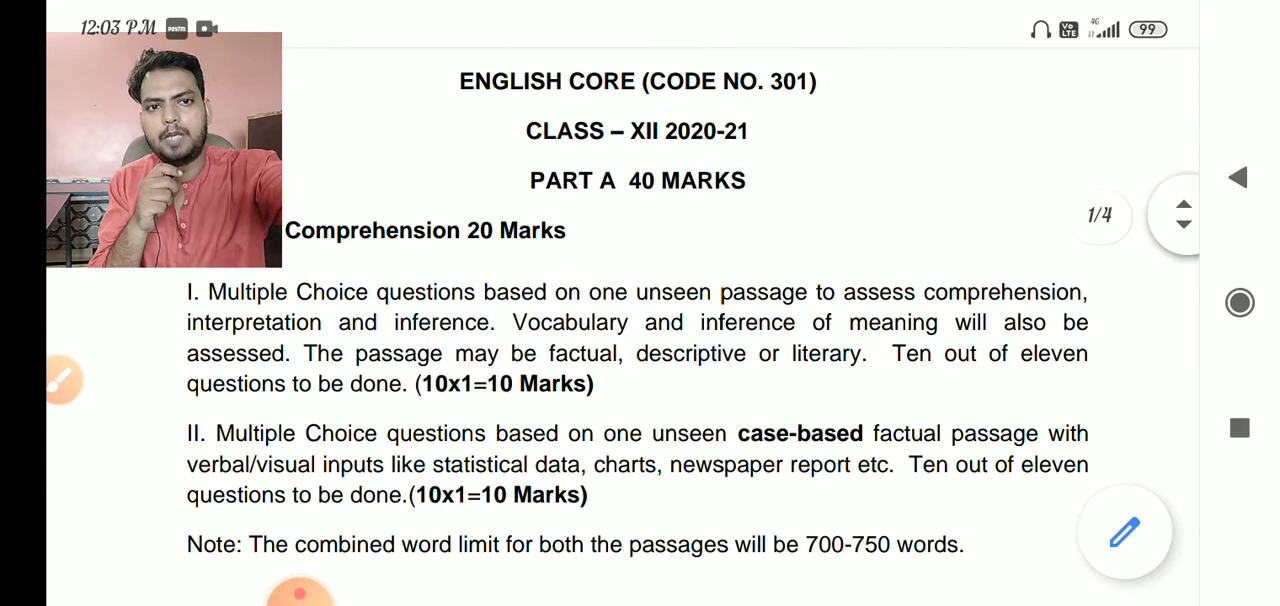 12:03 PM paytm Vo LTE 4G 99
ENGLISH CORE (CODE NO. 301)
CLASS – XII 2020-21
PART A 40 MARKS
1/4
Comprehension 20 Marks
I. Multiple Choice questions based on one unseen passage to assess comprehension,
interpretation and inference. Vocabulary and inference of meaning will also be
assessed. The passage may be factual, descriptive or literary. Ten out of eleven
questions to be done. (10x1=10 Marks)
II. Multiple Choice questions based on one unseen case-based factual passage with
verbal/visual inputs like statistical data, charts, newspaper report etc. Ten out of eleven
questions to be done.(10x1=10 Marks)
Note: The combined word limit for both the passages will be 700-750 words.